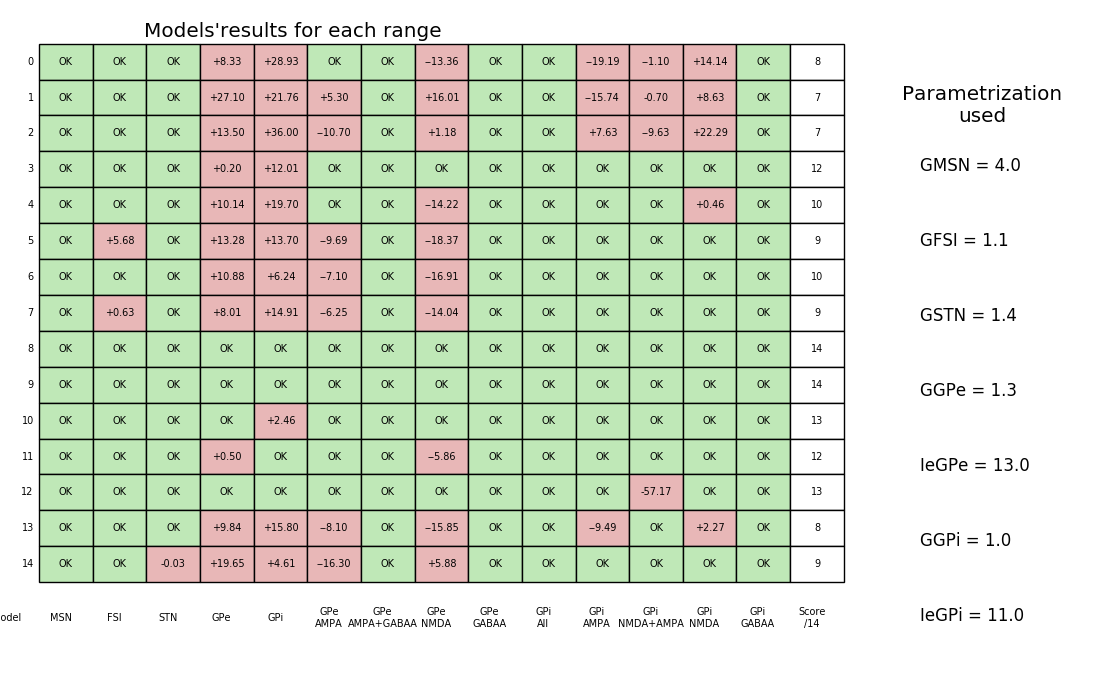 Models'results for each range
0 OK OK OK +8.33 +28.93 OK OK −13.36 OK OK −19.19 −1.10 +14.14 OK 8
1 OK OK OK +27.10 +21.76 +5.30 OK +16.01 OK OK −15.74 -0.70 +8.63 OK 7
2 OK OK OK +13.50 +36.00 −10.70 OK +1.18 OK OK +7.63 −9.63 +22.29 OK 7
3 OK OK OK +0.20 +12.01 OK OK OK OK OK OK OK OK OK 12
4 OK OK OK +10.14 +19.70 OK OK −14.22 OK OK OK OK +0.46 OK 10
5 OK +5.68 OK +13.28 +13.70 −9.69 OK −18.37 OK OK OK OK OK OK 9
6 OK OK OK +10.88 +6.24 −7.10 OK −16.91 OK OK OK OK OK OK 10
7 OK +0.63 OK +8.01 +14.91 −6.25 OK −14.04 OK OK OK OK OK OK 9
8 OK OK OK OK OK OK OK OK OK OK OK OK OK OK 14
9 OK OK OK OK OK OK OK OK OK OK OK OK OK OK 14
10 OK OK OK OK +2.46 OK OK OK OK OK OK OK OK OK 13
11 OK OK OK +0.50 OK OK OK −5.86 OK OK OK OK OK OK 12
12 OK OK OK OK OK OK OK OK OK OK OK -57.17 OK OK 13
13 OK OK OK +9.84 +15.80 −8.10 OK −15.85 OK OK −9.49 OK +2.27 OK 8
14 OK OK -0.03 +19.65 +4.61 −16.30 OK +5.88 OK OK OK OK OK OK 9
odel MSN FSI STN GPe GPi GPe GPe GPe GPe GPi GPi GPi GPi GPi Score
AMPA AMPA+GABAA NMDA GABAA All AMPA NMDA+AMPA NMDA GABAA /14
Parametrization
used
GMSN = 4.0
GFSI = 1.1
GSTN = 1.4
GGPe = 1.3
IeGPe = 13.0
GGPi = 1.0
IeGPi = 11.0